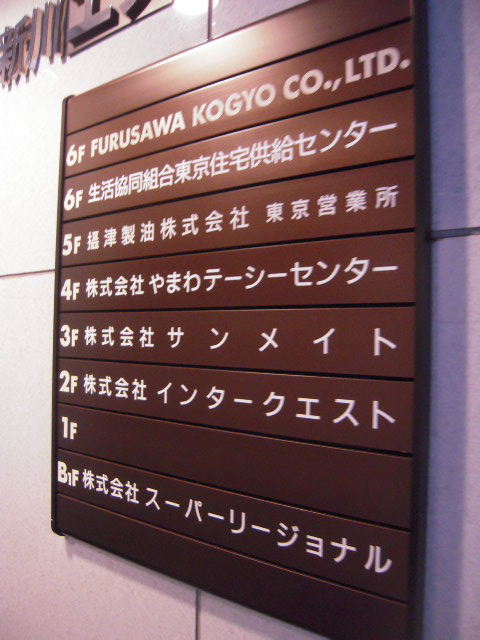 新川エ
6F FURUSAWA KOGYO CO.,LTD.
6F 生活協同組合東京住宅供給センター
5F 摂津製油株式会社 東京営業所
4F 株式会社 やまわテーシーセンター
3F 株式会社 サンメイト
2F 株式会社 インタークエスト
1F
B1F 株式会社 スーパーリージョナル